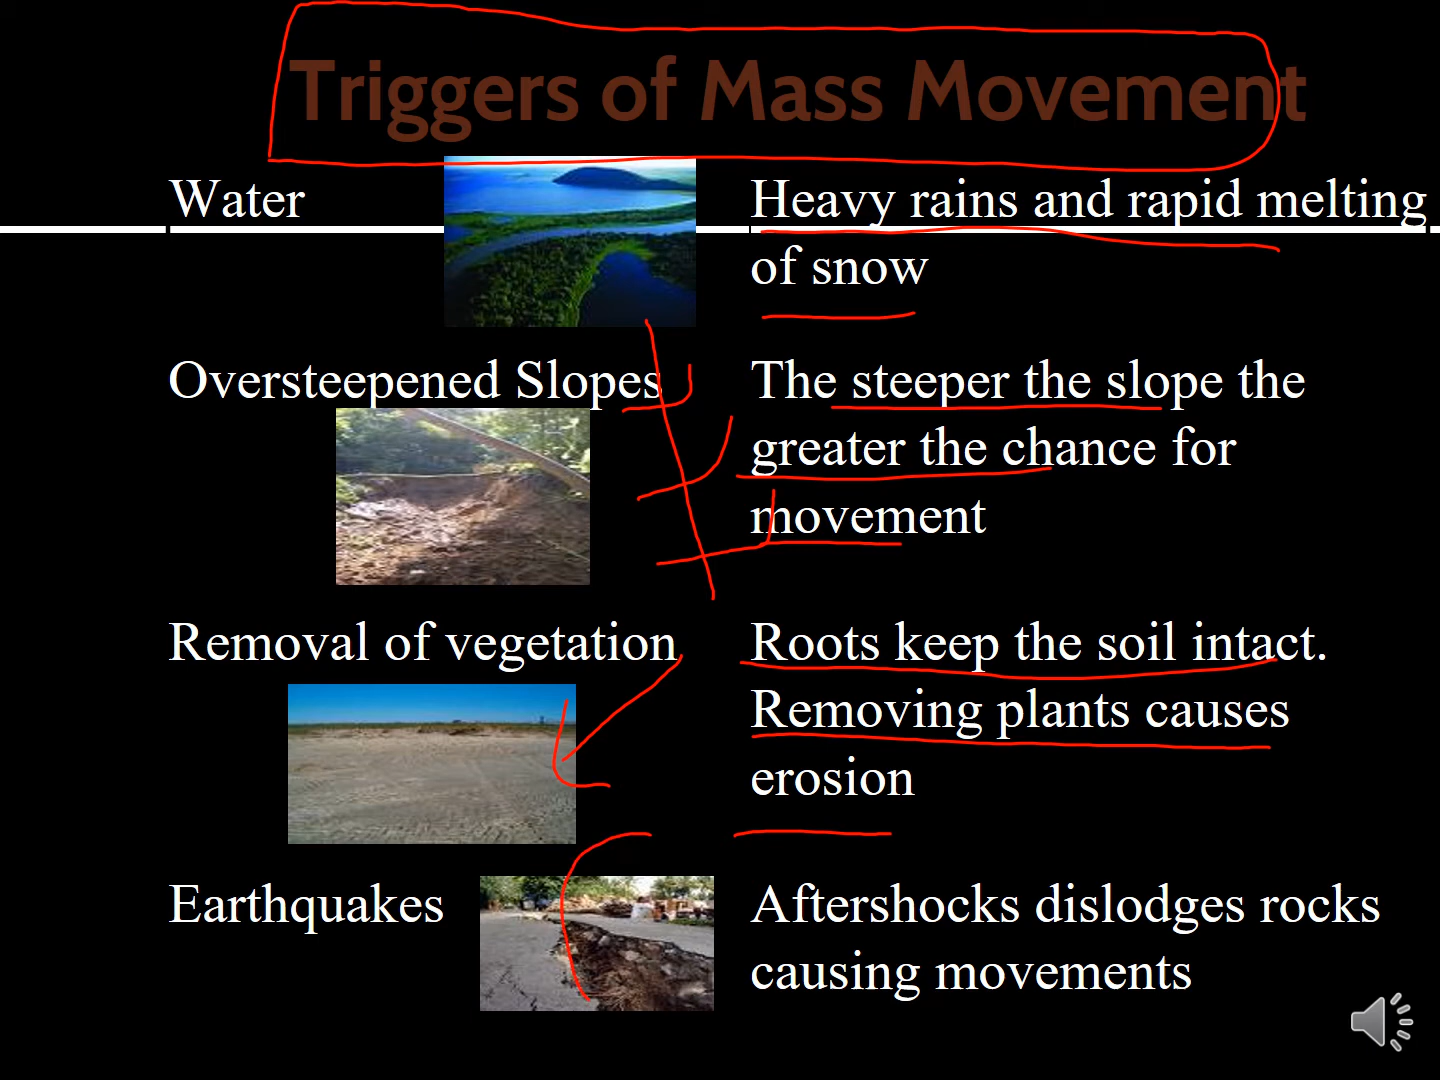 Triggers of Mass Movement
Water
Heavy rains and rapid melting
of snow
Oversteepened Slopes
The steeper the slope the
greater the chance for
movement
Removal of vegetation
Roots keep the soil intact.
Removing plants causes
erosion
Earthquakes
Aftershocks dislodges rocks
causing movements